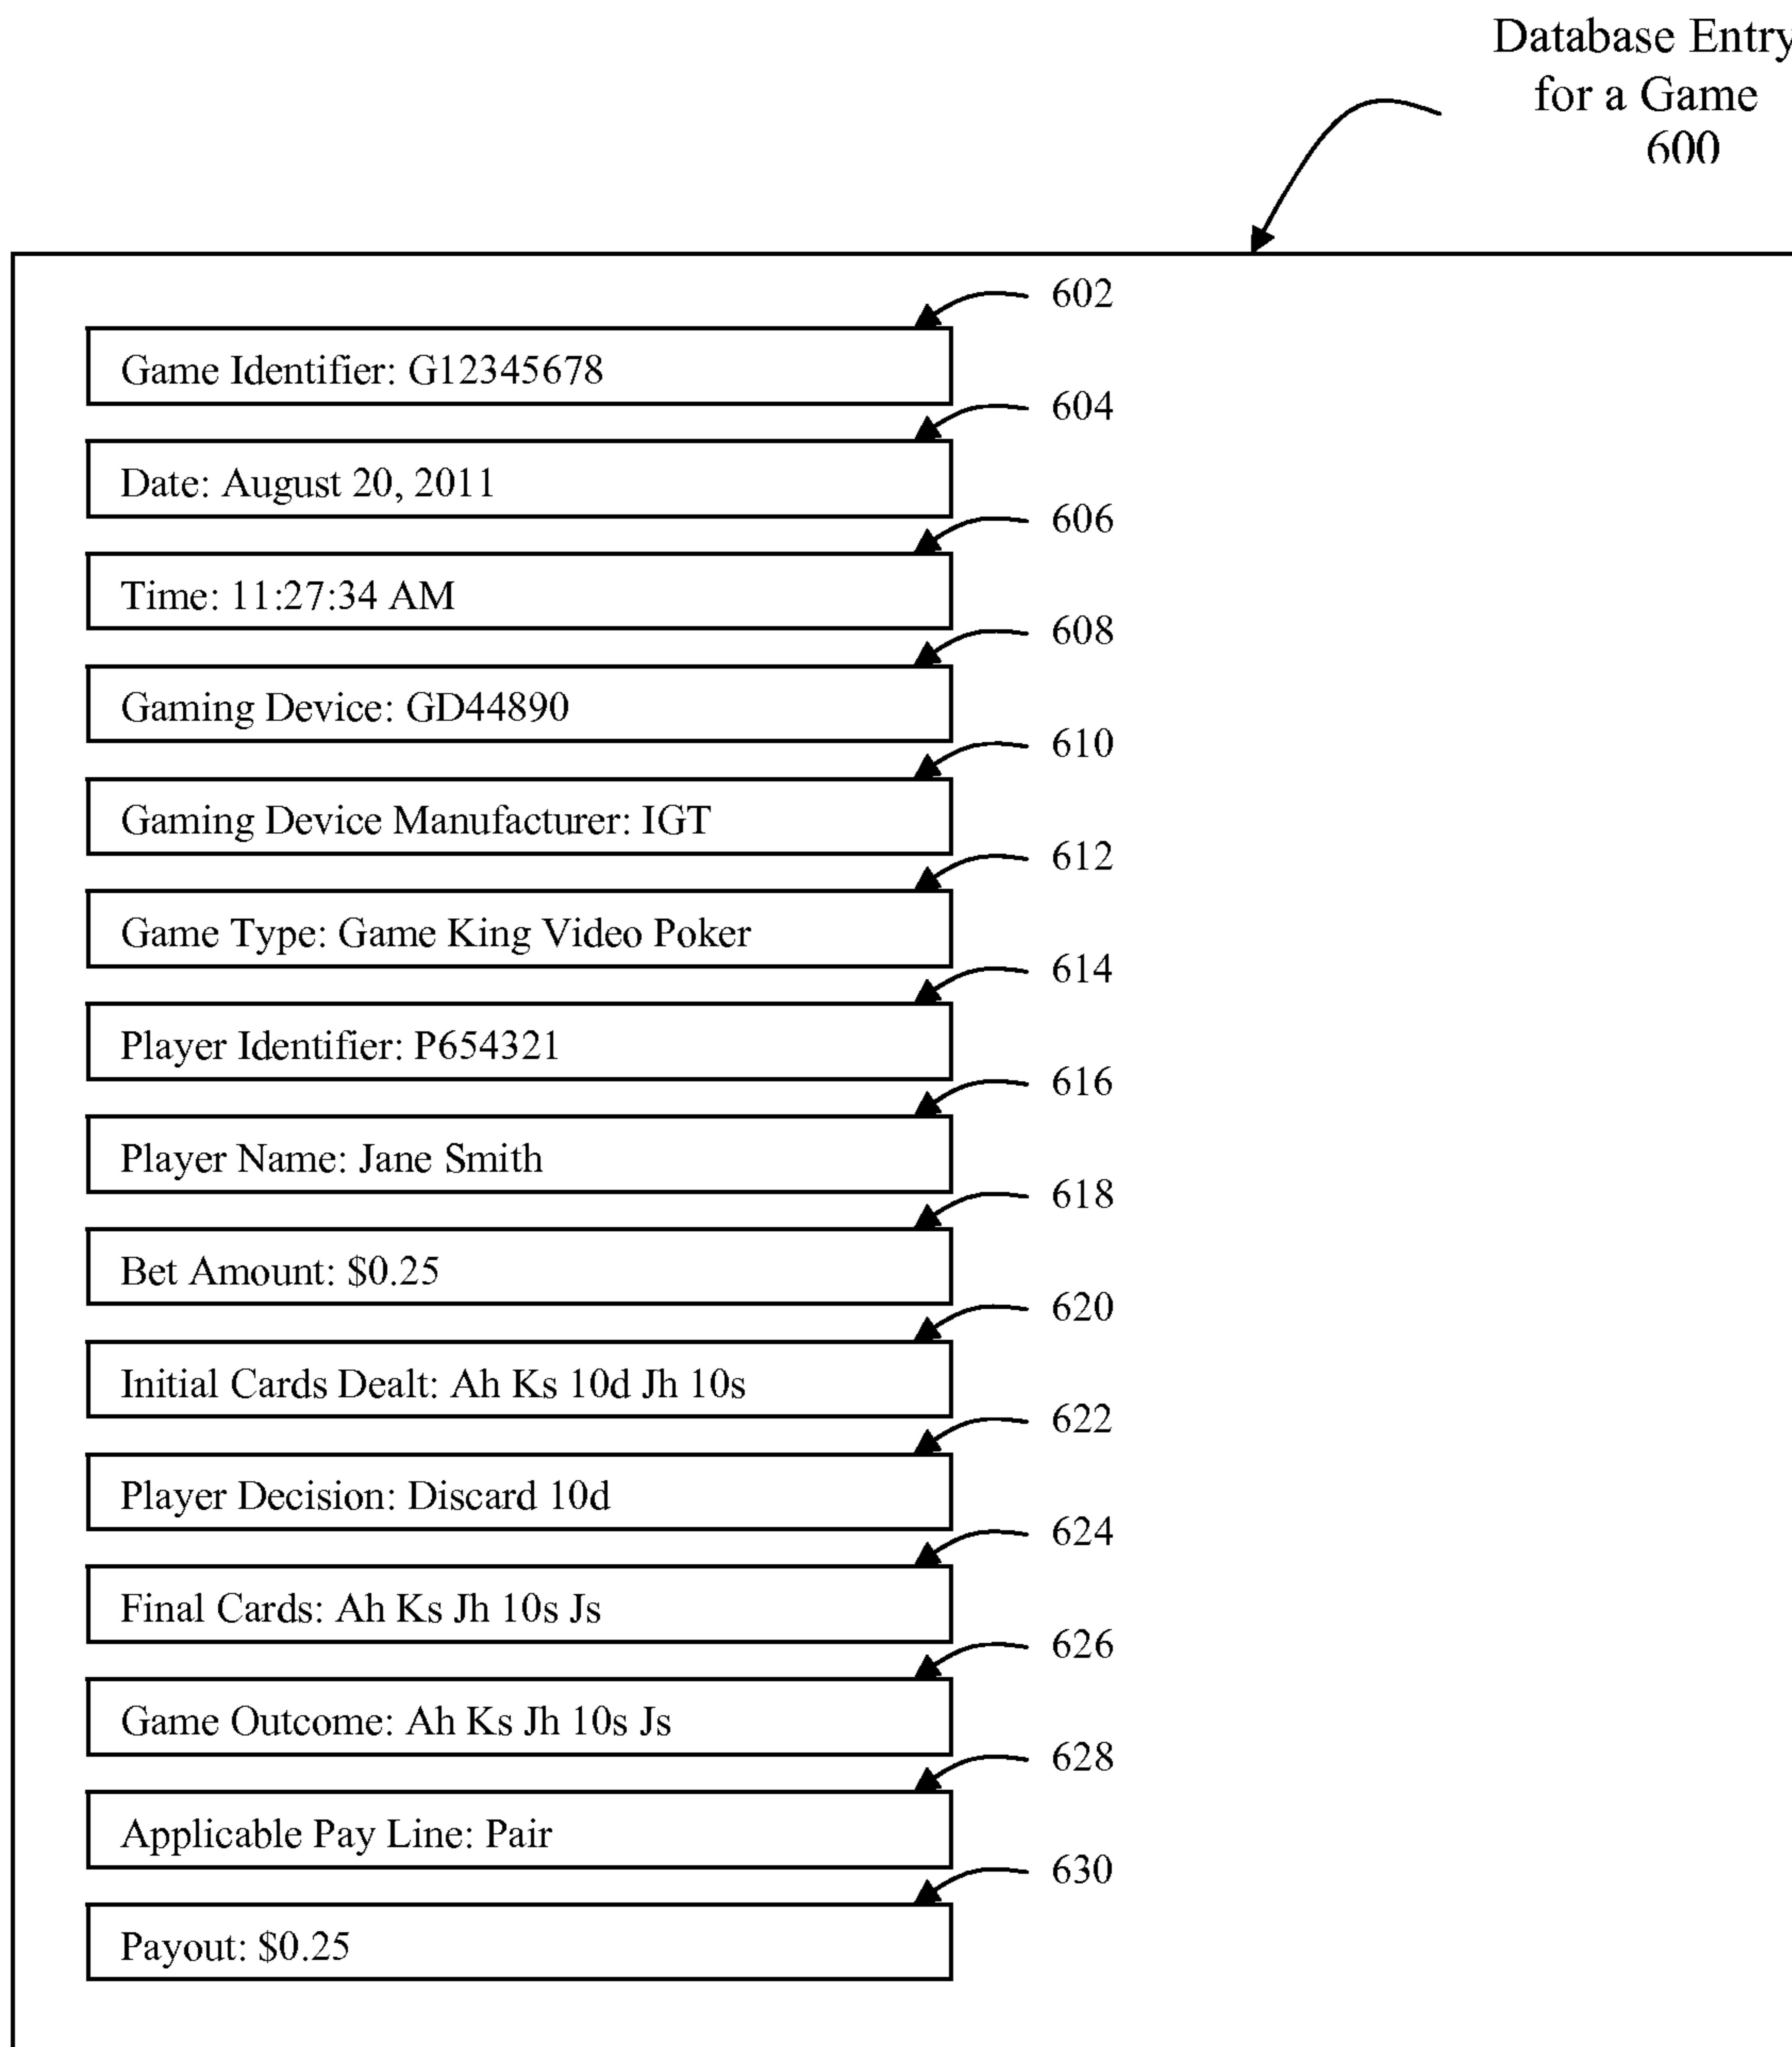 Database Entry
for a Game
600
602
Game Identifier: G12345678
604
Date: August 20, 2011
606
Time: 11:27:34 AM
608
Gaming Device: GD44890
610
Gaming Device Manufacturer: IGT
612
Game Type: Game King Video Poker
614
Player Identifier: P654321
616
Player Name: Jane Smith
618
Bet Amount: $0.25
620
Initial Cards Dealt: Ah Ks 10d Jh 10s
622
Player Decision: Discard 10d
624
Final Cards: Ah Ks Jh 10s Js
626
Game Outcome: Ah Ks Jh 10s Js
628
Applicable Pay Line: Pair
630
Payout: $0.25